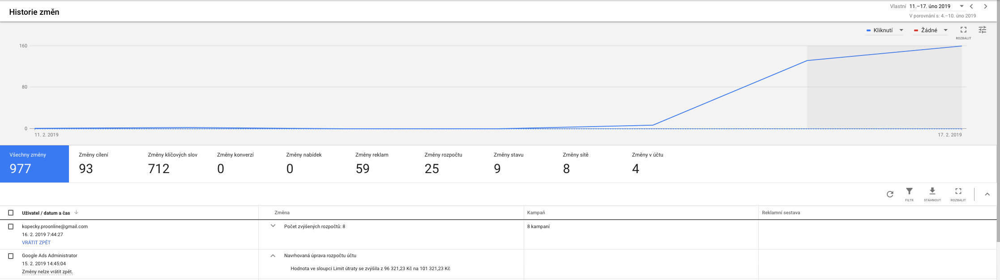 Historie změn
Vlastní 11.–17. úno 2019
V porovnání s: 4.–10. úno 2019
Kliknutí
Žádné
ROZBALIT
160
80
0
11. 2. 2019
17. 2. 2019
Všechny změny
977
Změny cílení
93
Změny klíčových slov
712
Změny konverzí
0
Změny nabídek
0
Změny reklam
59
Změny rozpočtu
25
Změny stavu
9
Změny sítě
8
Změny v účtu
4
FILTR
STÁHNOUT
ROZBALIT
Uživatel / datum a čas
Změna
Kampaň
Reklamní sestava
kopecky.proonline@gmail.com
16. 2. 2019 7:44:27
VRÁTIT ZPĚT
Počet zvýšených rozpočtů: 8
8 kampaní
Google Ads Administrator
15. 2. 2019 14:45:04
Změny nelze vrátit zpět.
Navrhovaná úprava rozpočtu účtu
Hodnota ve sloupci Limit útraty se zvýšila z 96 321,23 Kč na 101 321,23 Kč